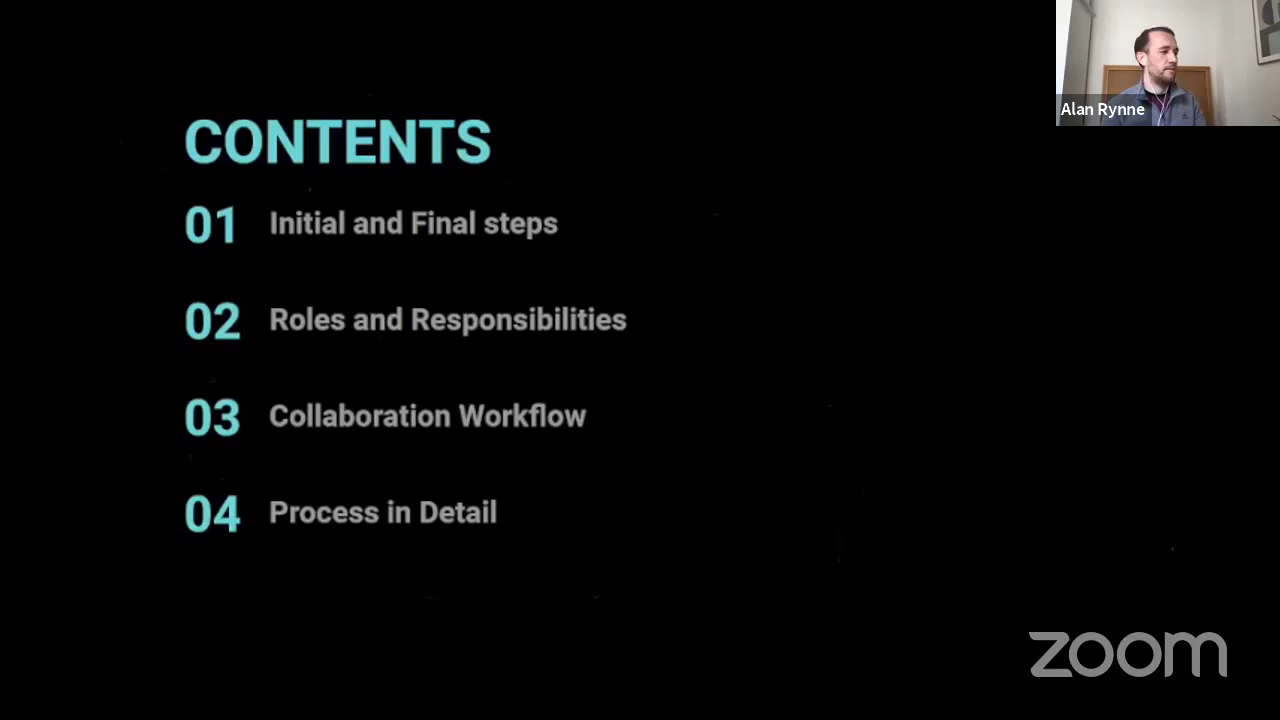 Alan Rynne
CONTENTS
01 Initial and Final steps
02 Roles and Responsibilities
03 Collaboration Workflow
04 Process in Detail
zoom